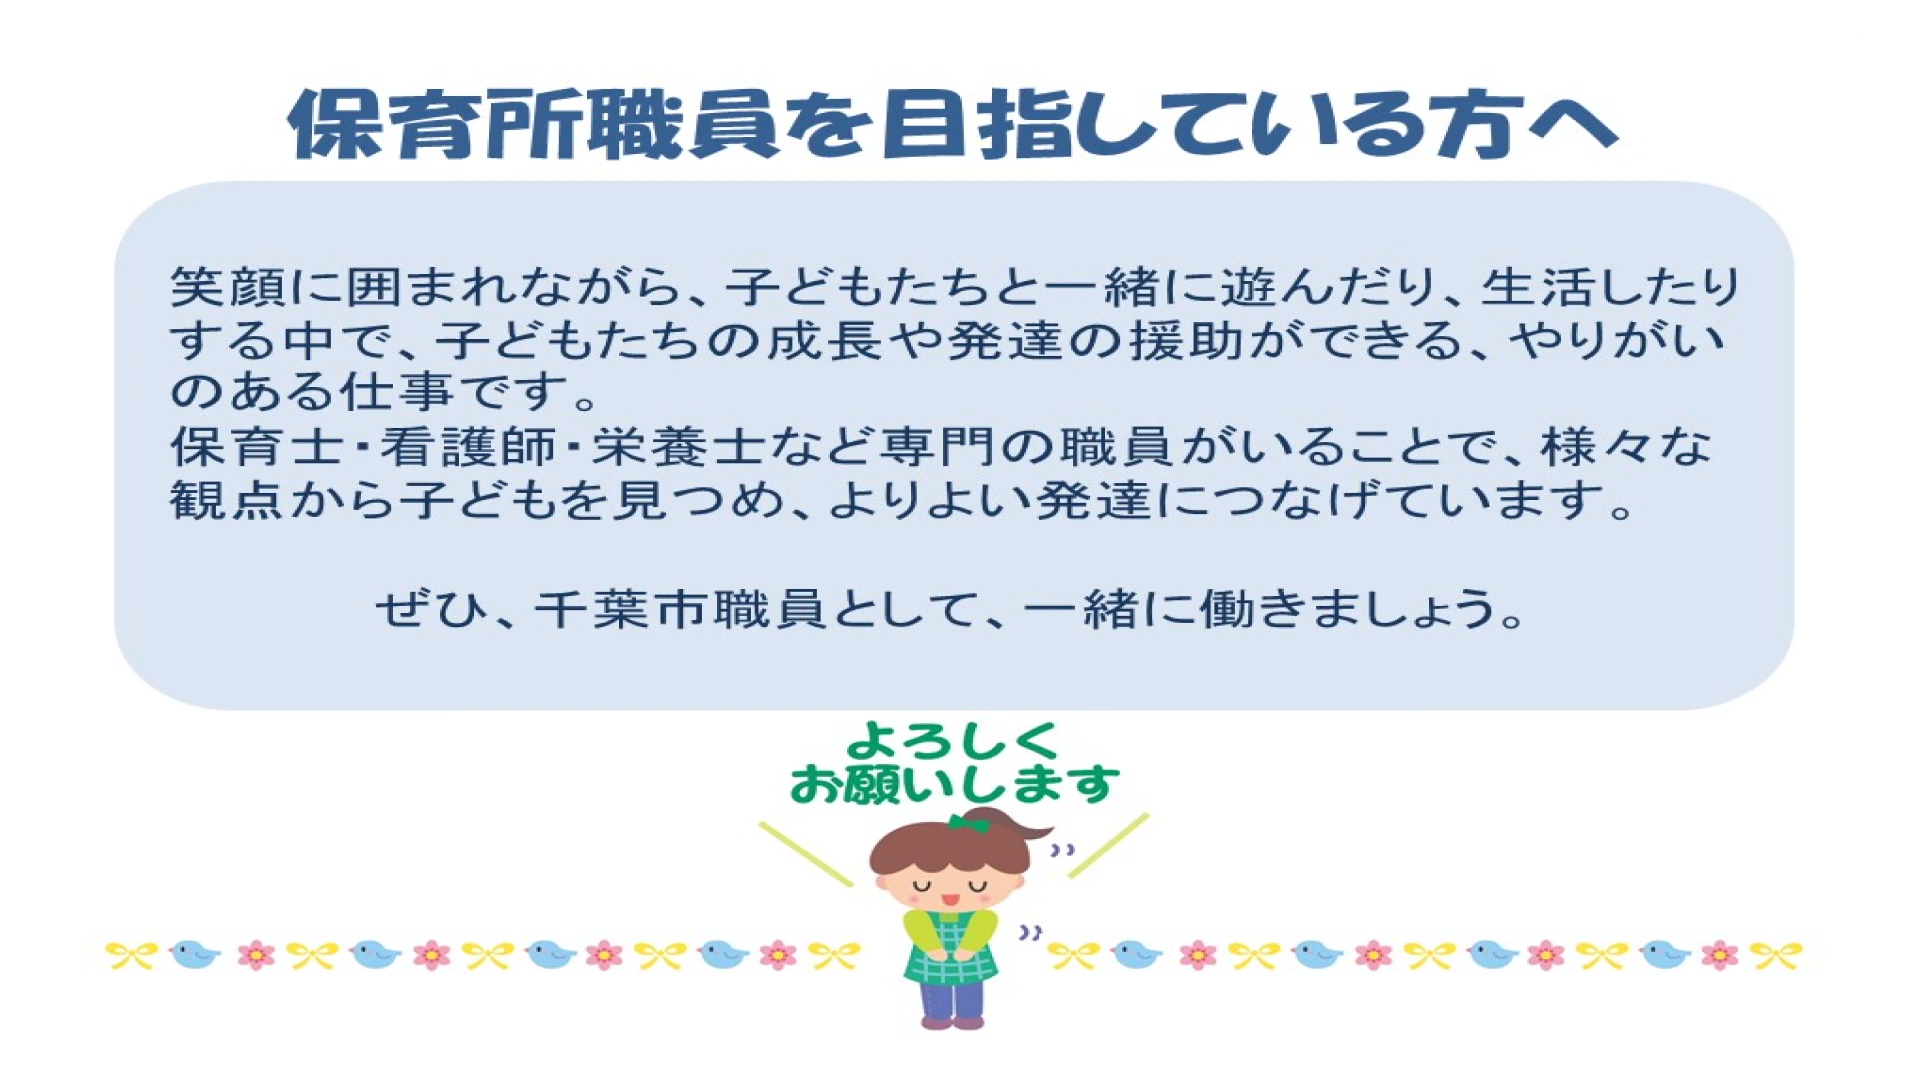 保育所職員を目指している方へ
笑顔に囲まれながら、子どもたちと一緒に遊んだり、生活したり
する中で、子どもたちの成長や発達の援助ができる、やりがい
のある仕事です。
保育士・看護師・栄養士など専門の職員がいることで、様々な
観点から子どもを見つめ、よりよい発達につなげています。
ぜひ、千葉市職員として、一緒に働きましょう。
よろしく
お願いします